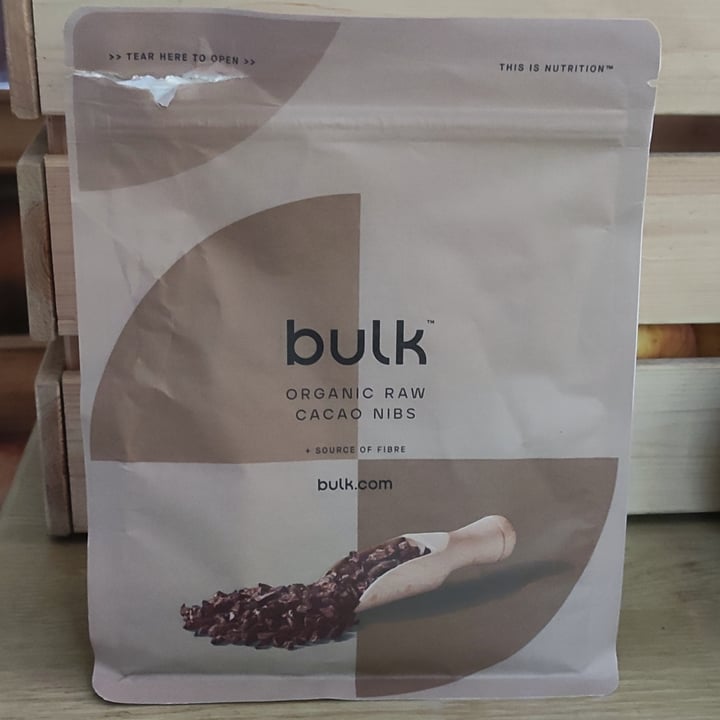 >> TEAR HERE TO OPEN >>
THIS IS NUTRITION™
bulk™
ORGANIC RAW
CACAO NIBS
+ SOURCE OF FIBRE
bulk.com